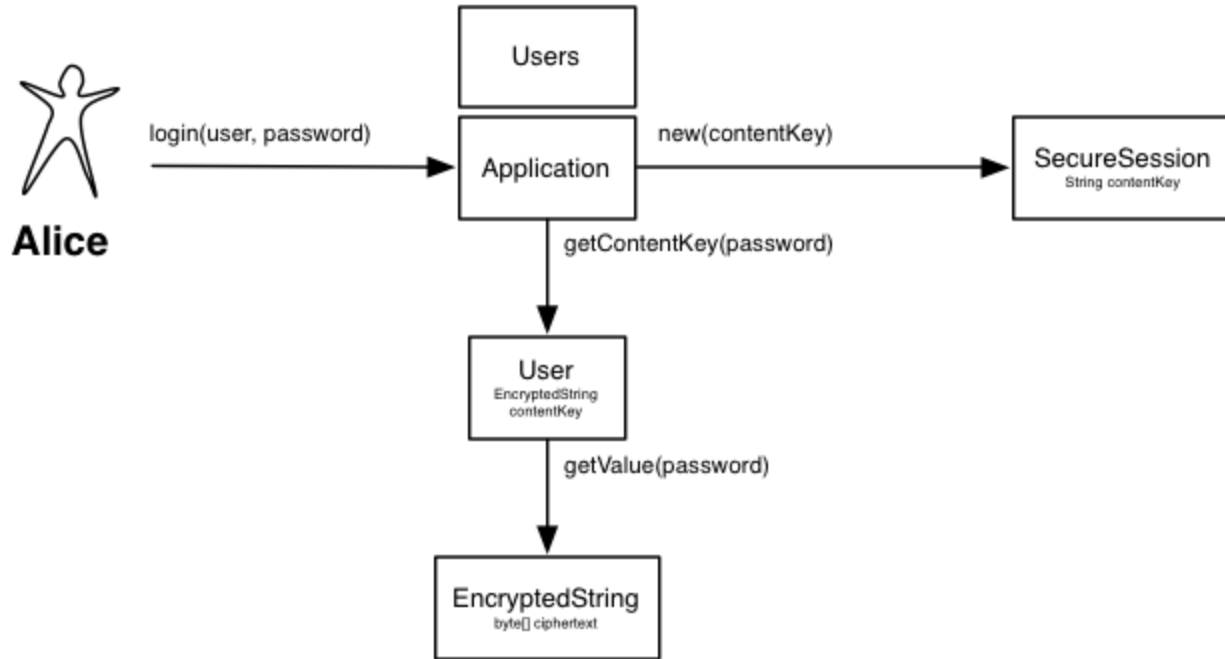 Users
login(user, password)
new(contentKey)
Application
SecureSession
String contentKey
Alice
getContentKey(password)
User
EncryptedString
contentKey
getValue(password)
EncryptedString
byte[] ciphertext